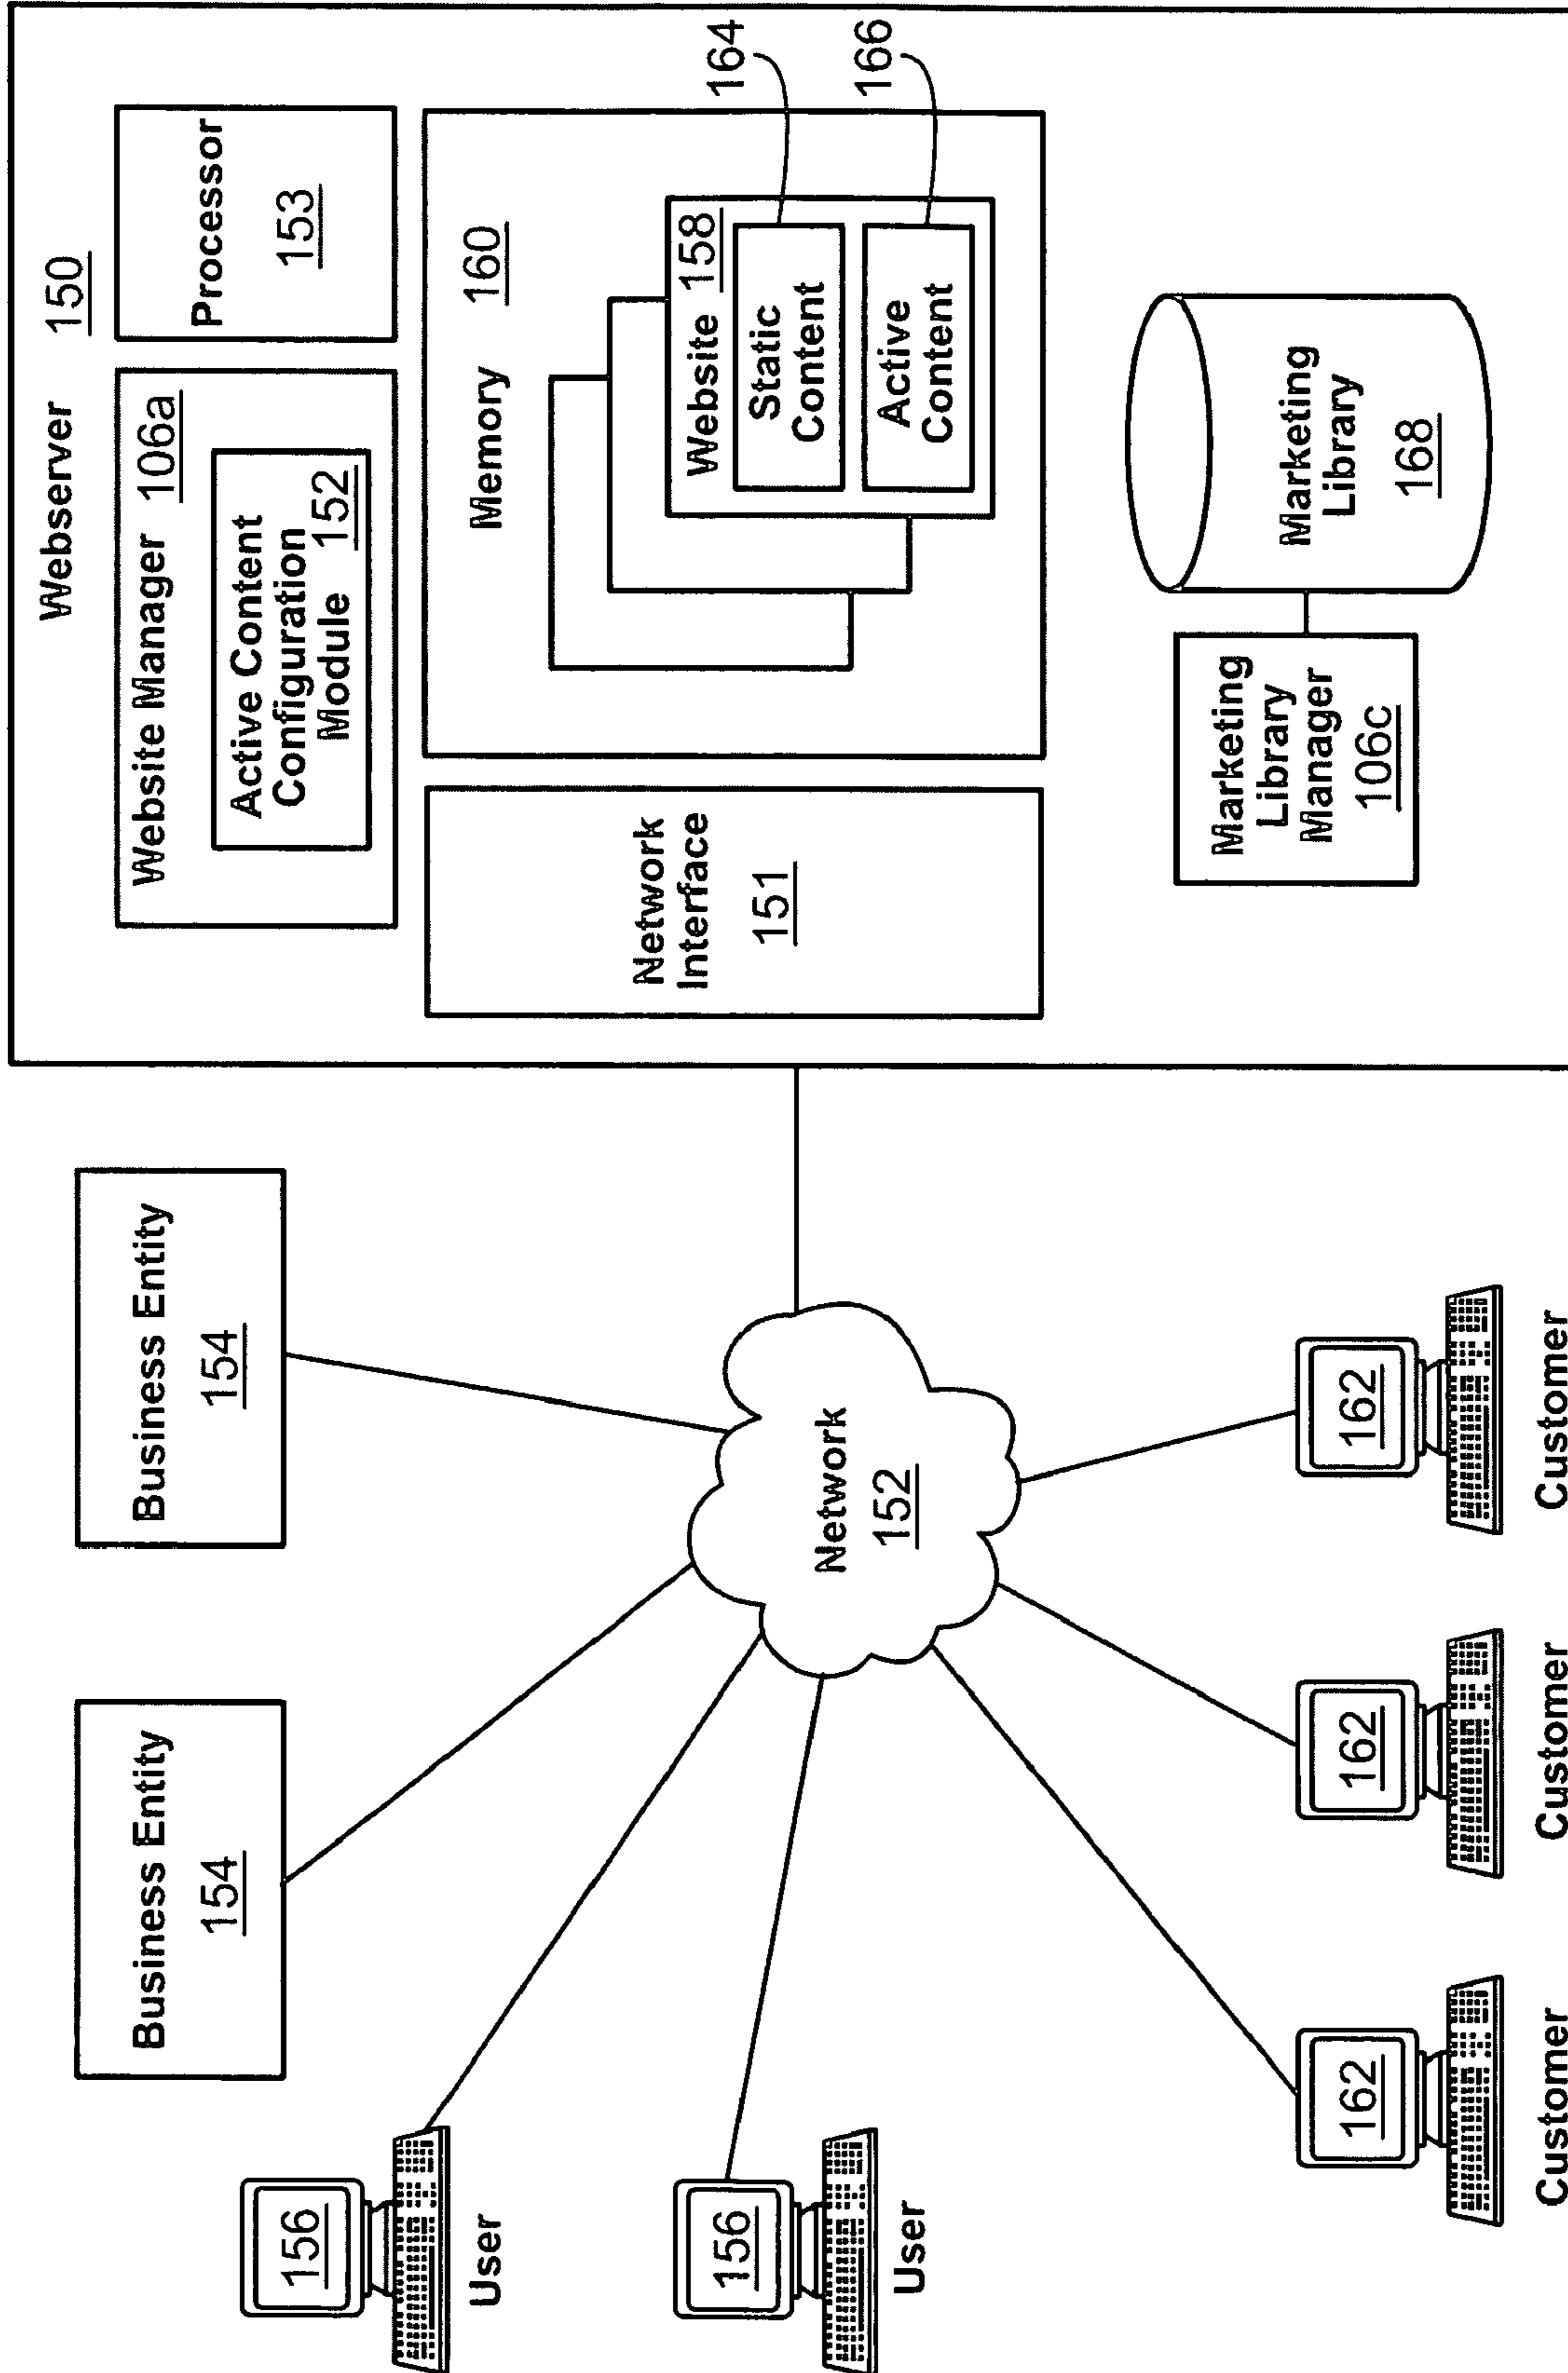 Business Entity
154
Business Entity
154
156
User
156
User
Network
152
162
Customer
162
Customer
162
Customer
Webserver 150
Website Manager 106a
Active Content
Configuration
Module 152
Processor
153
Network
Interface
151
Memory 160
Website 158
Static
Content
164
Active
Content
166
Marketing
Library
Manager
106c
Marketing
Library
168